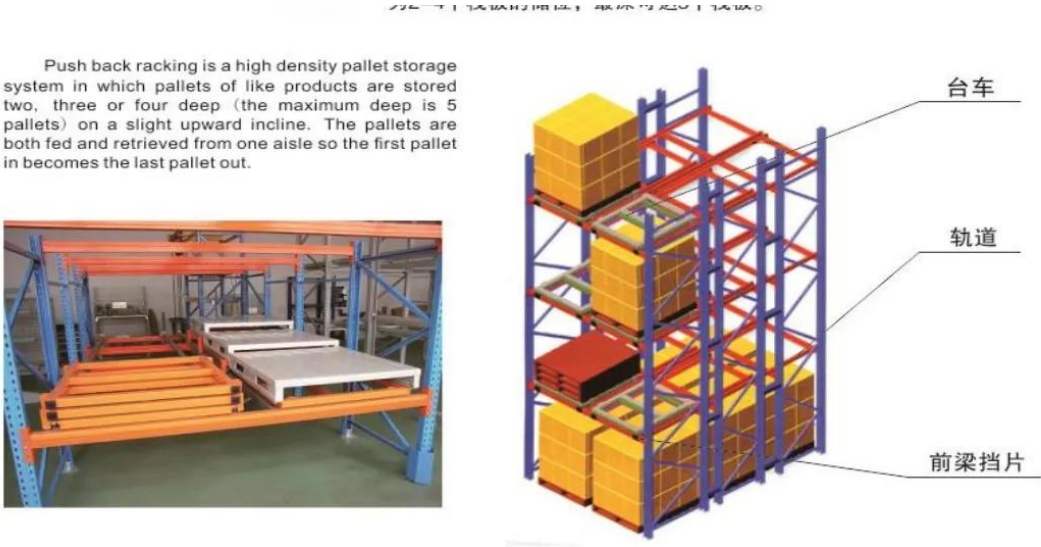 Push back racking is a high density pallet storage
system in which pallets of like products are stored
two, three or four deep (the maximum deep is 5
pallets) on a slight upward incline. The pallets are
both fed and retrieved from one aisle so the first pallet
in becomes the last pallet out.
台车
轨道
前梁挡片